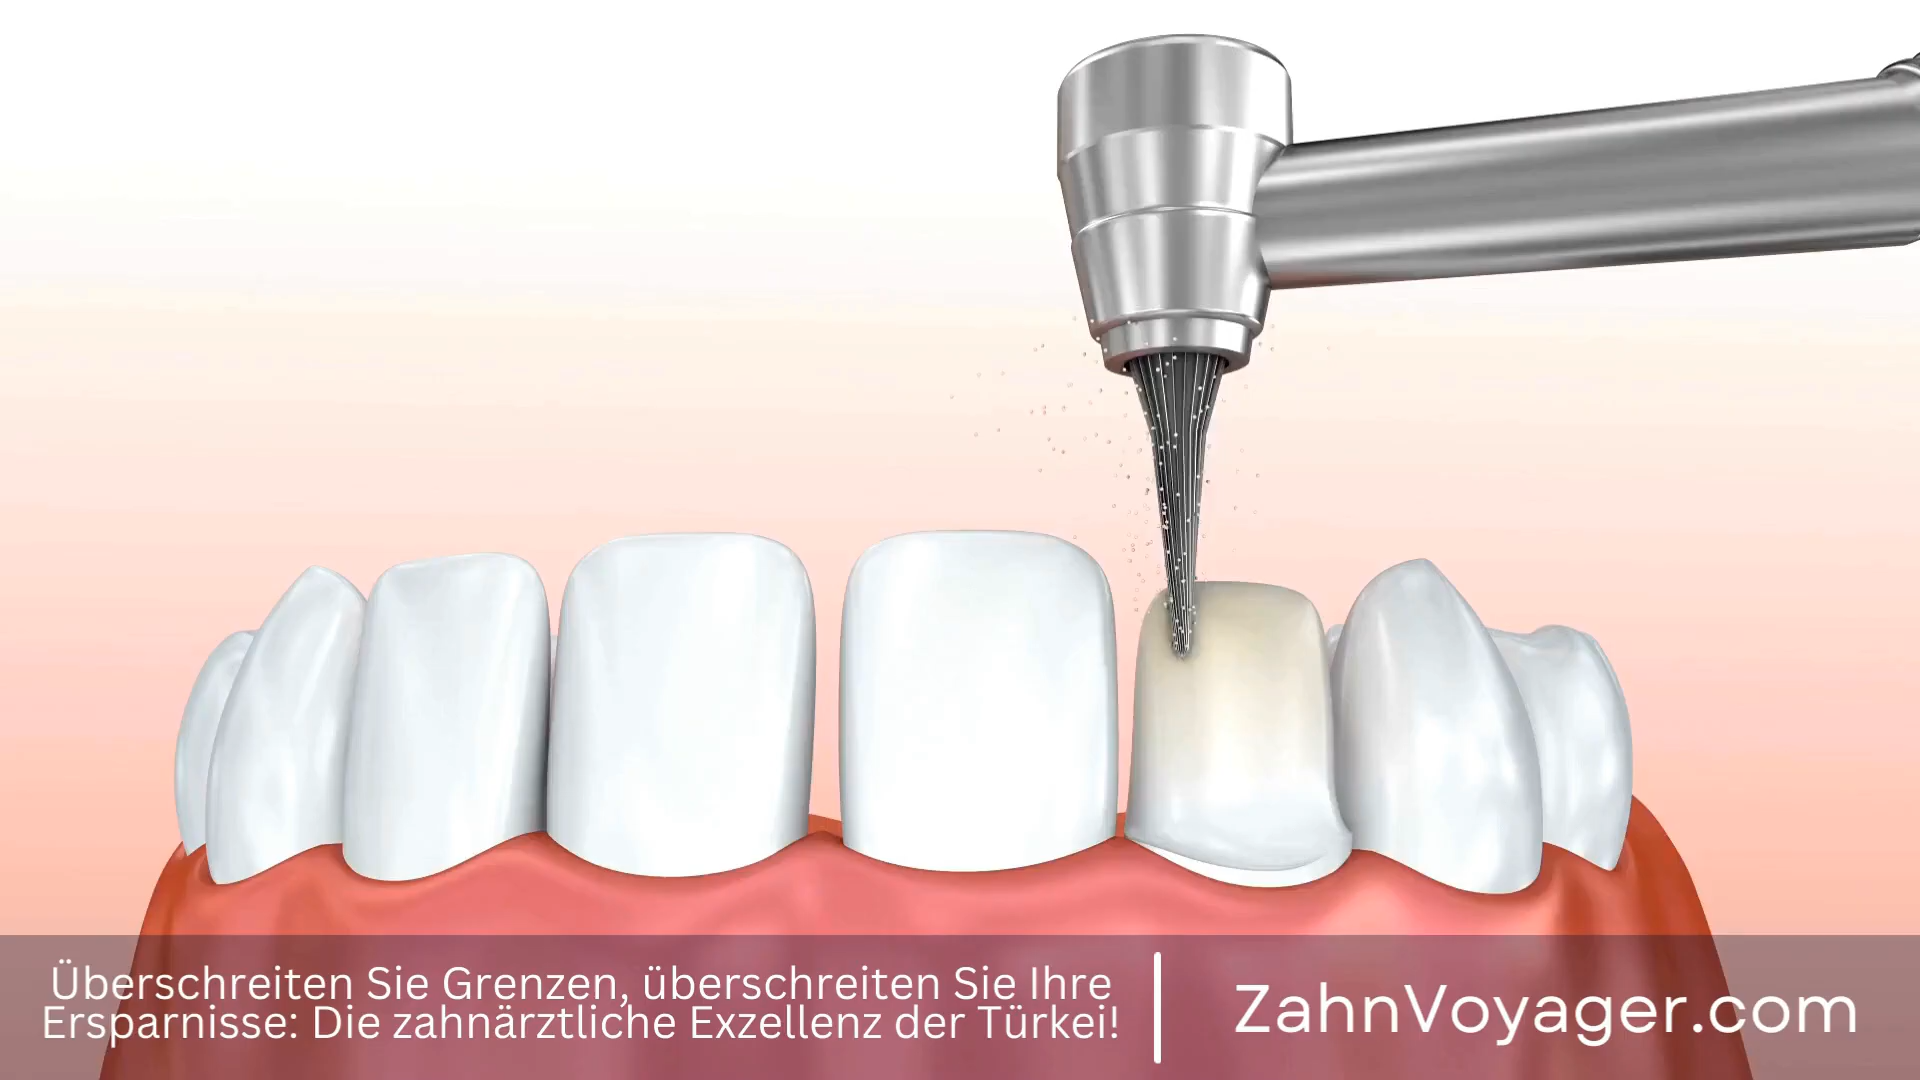 Überschreiten Sie Grenzen, überschreiten Sie Ihre
Ersparnisse: Die zahnärztliche Exzellenz der Türkei!
ZahnVoyager.com